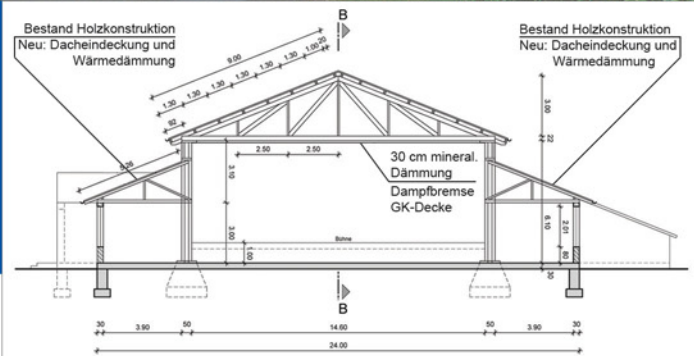 B
Bestand Holzkonstruktion
Neu: Dacheindeckung und
Wärmedämmung
Bestand Holzkonstruktion
Neu: Dacheindeckung und
Wärmedämmung
9.00
20
1.00
1.30
1.30
1.30
1.30
1.30
1.30
92
5.26
3.00
22
2.50
2.50
30 cm mineral.
Dämmung
Dampfbremse
GK-Decke
3.10
3.00
1.00
Bühne
6.10
2.01
80
30
B
30
3.90
50
14.60
50
3.90
30
24.00